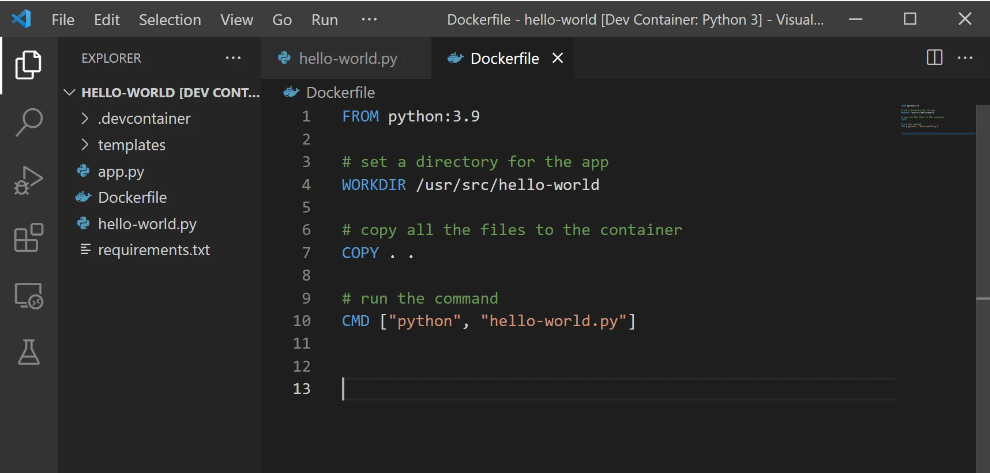 File Edit Selection View Go Run ··· Dockerfile - hello-world [Dev Container: Python 3] - Visual...
EXPLORER ···
hello-world.py Dockerfile ···
HELLO-WORLD [DEV CONT...
.devcontainer
templates
app.py
Dockerfile
hello-world.py
requirements.txt
Dockerfile
1 FROM python:3.9
2
3 # set a directory for the app
4 WORKDIR /usr/src/hello-world
5
6 # copy all the files to the container
7 COPY . .
8
9 # run the command
10 CMD ["python", "hello-world.py"]
11
12
13